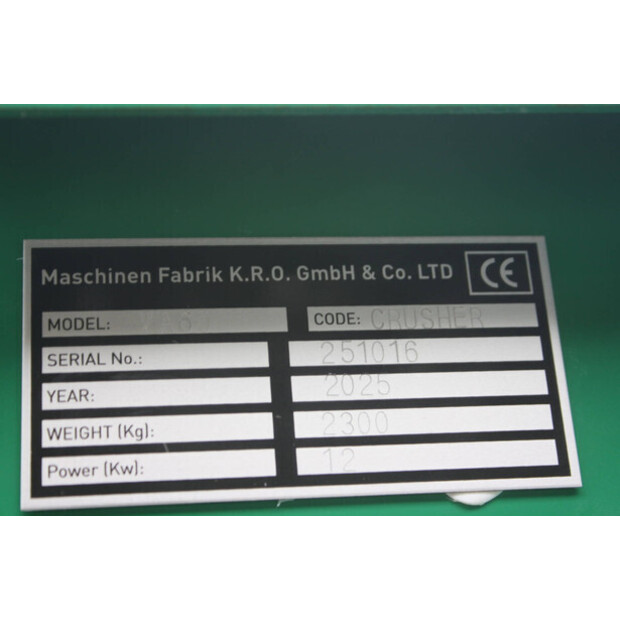 Maschinen Fabrik K.R.O. GmbH & Co. LTD CE
MODEL: CODE: CRUSHER
SERIAL No.: 251016
YEAR: 2025
WEIGHT (Kg): 2300
Power (Kw): 12